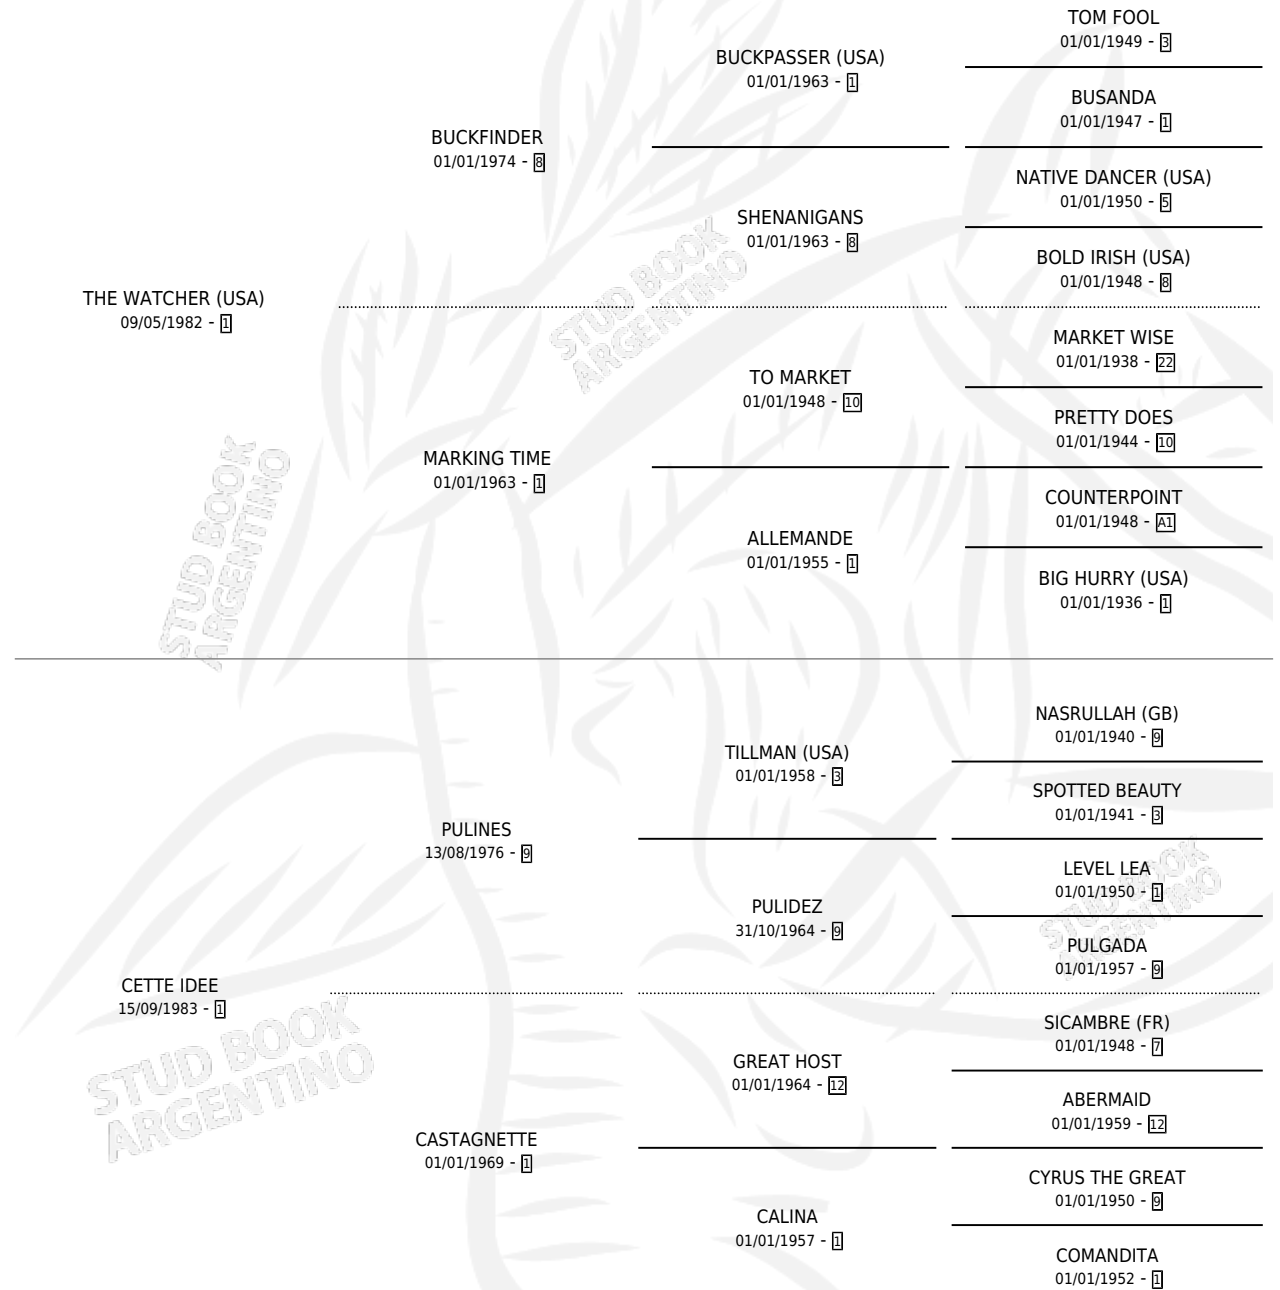 TOM FOOL
01/01/1949 - 3
BUCKPASSER (USA)
01/01/1963 - 1
BUSANDA
01/01/1947 - 1
BUCKFINDER
01/01/1974 - 8
NATIVE DANCER (USA)
01/01/1950 - 5
SHENANIGANS
01/01/1963 - 8
BOLD IRISH (USA)
01/01/1948 - 8
THE WATCHER (USA)
09/05/1982 - 1
STUD BOOK
ARGENTINO
MARKET WISE
01/01/1938 - 22
TO MARKET
01/01/1948 - 10
PRETTY DOES
01/01/1944 - 10
MARKING TIME
01/01/1963 - 1
COUNTERPOINT
01/01/1948 - A1
ALLEMANDE
01/01/1955 - 1
BIG HURRY (USA)
01/01/1936 - 1
STUD BOOK
ARGENTINO
NASRULLAH (GB)
01/01/1940 - 9
TILLMAN (USA)
01/01/1958 - 3
SPOTTED BEAUTY
01/01/1941 - 3
PULINES
13/08/1976 - 9
LEVEL LEA
01/01/1950 - 1
PULIDEZ
31/10/1964 - 9
PULGADA
01/01/1957 - 9
STUD BOOK
ARGENTINO
CETTE IDEE
15/09/1983 - 1
SICAMBRE (FR)
01/01/1948 - 7
GREAT HOST
01/01/1964 - 12
ABERMAID
01/01/1959 - 12
STUD BOOK
ARGENTINO
CASTAGNETTE
01/01/1969 - 1
CYRUS THE GREAT
01/01/1950 - 9
CALINA
01/01/1957 - 1
COMANDITA
01/01/1952 - 1